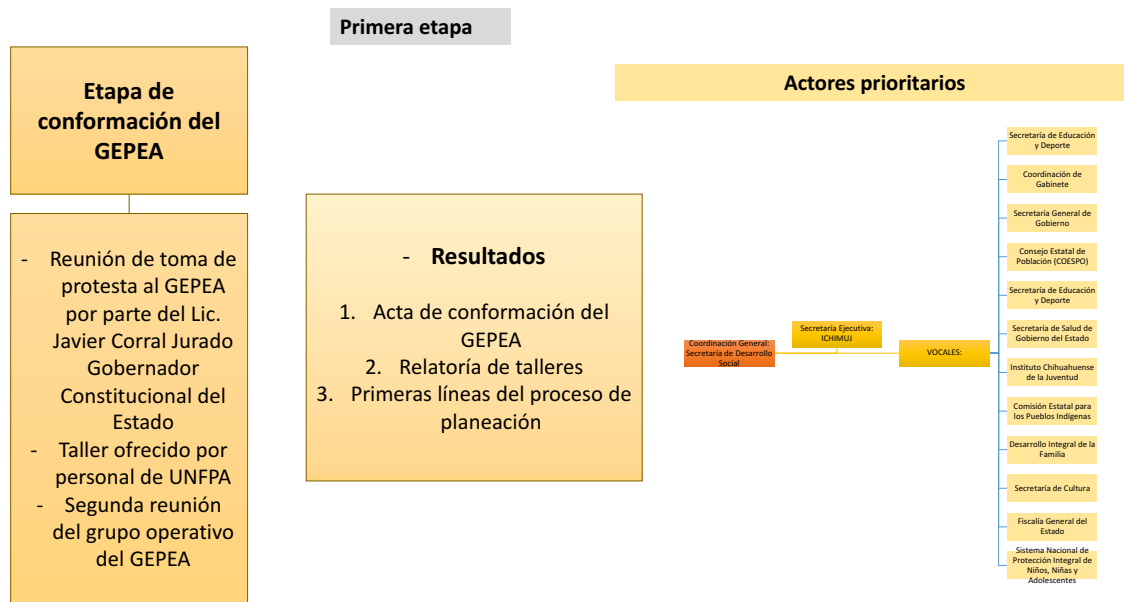 Primera etapa
Etapa de
conformación del
GEPEA
- Reunión de toma de
protesta al GEPEA
por parte del Lic.
Javier Corral Jurado
Gobernador
Constitucional del
Estado
- Taller ofrecido por
personal de UNFPA
- Segunda reunión
del grupo operativo
del GEPEA
- Resultados
1. Acta de conformación del
GEPEA
2. Relatoría de talleres
3. Primeras líneas del proceso de
planeación
Actores prioritarios
Coordinación General:
Secretaría de Desarrollo
Social
Secretaría Ejecutiva:
ICHIMUJ
VOCALES:
Secretaría de Educación
y Deporte
Coordinación de
Gabinete
Secretaría General de
Gobierno
Consejo Estatal de
Población (COESPO)
Secretaría de Educación
y Deporte
Secretaría de Salud de
Gobierno del Estado
Instituto Chihuahuense
de la Juventud
Comisión Estatal para
los Pueblos Indígenas
Desarrollo Integral de la
Familia
Secretaría de Cultura
Fiscalía General del
Estado
Sistema Nacional de
Protección Integral de
Niños, Niñas y
Adolescentes